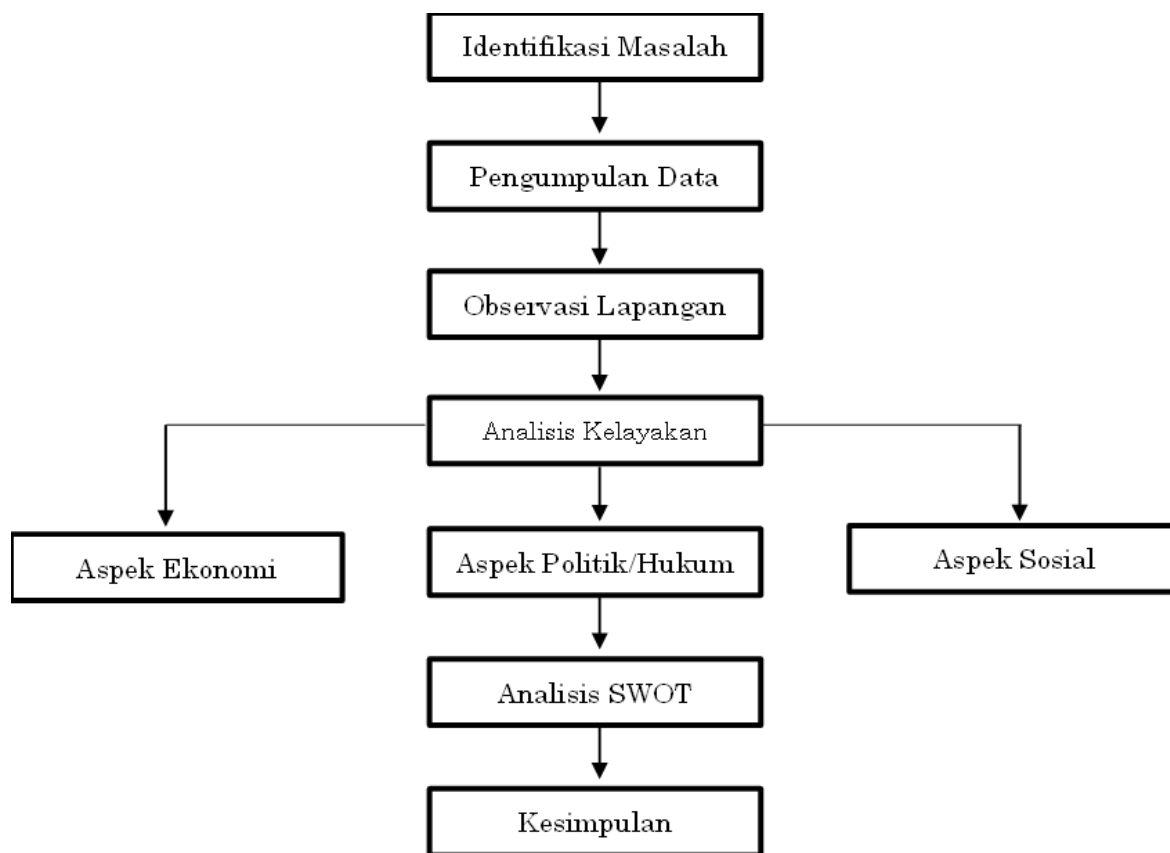 Identifikasi Masalah
Pengumpulan Data
Observasi Lapangan
Analisis Kelayakan
Aspek Ekonomi
Aspek Politik/Hukum
Aspek Sosial
Analisis SWOT
Kesimpulan